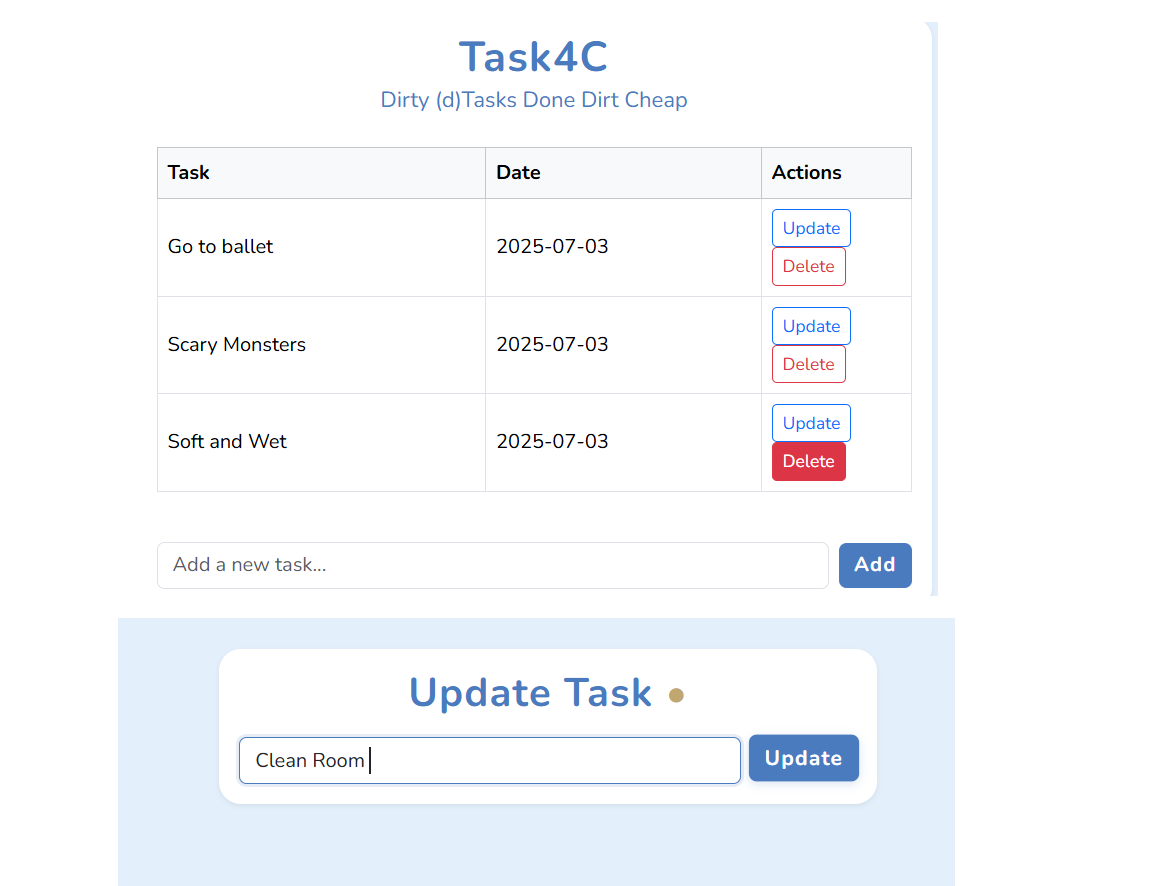 Task4C
Dirty (d)Tasks Done Dirt Cheap
Task Date Actions
Go to ballet 2025-07-03 Update
Delete
Scary Monsters 2025-07-03 Update
Delete
Soft and Wet 2025-07-03 Update
Delete
Add a new task... Add
Update Task
Clean Room Update